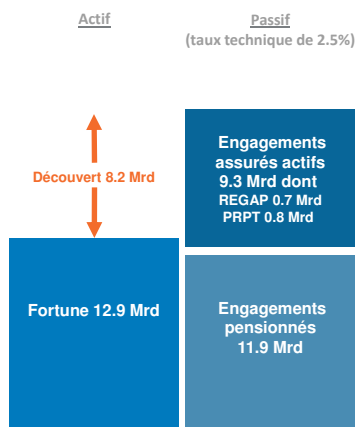 Actif
Passif
(taux technique de 2.5%)
Découvert 8.2 Mrd
Engagements
assurés actifs
9.3 Mrd dont
REGAP 0.7 Mrd
PRPT 0.8 Mrd
Fortune 12.9 Mrd
Engagements
pensionnés
11.9 Mrd